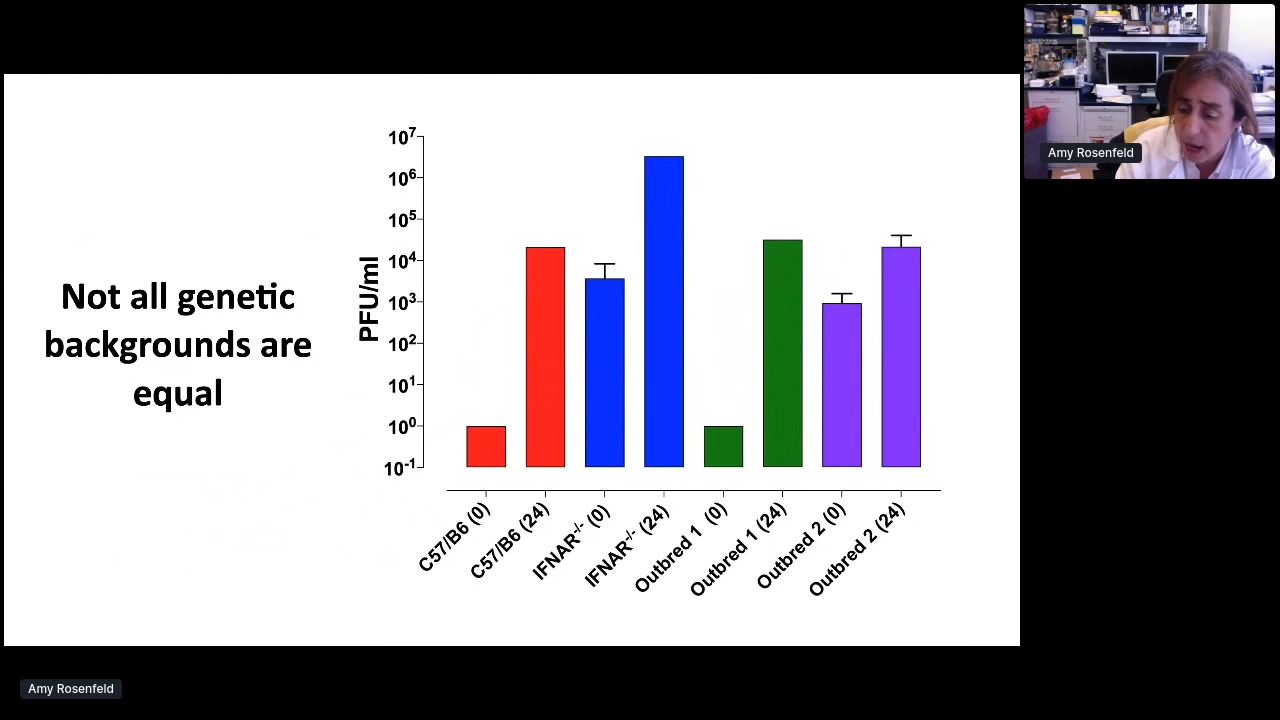 Amy Rosenfeld
Not all genetic
backgrounds are
equal
PFU/ml
10⁷
10⁶
10⁵
10⁴
10³
10²
10¹
10⁰
10⁻¹
C57/B6 (0)
C57/B6 (24)
IFNAR⁻/⁻ (0)
IFNAR⁻/⁻ (24)
Outbred 1 (0)
Outbred 1 (24)
Outbred 2 (0)
Outbred 2 (24)
Amy Rosenfeld